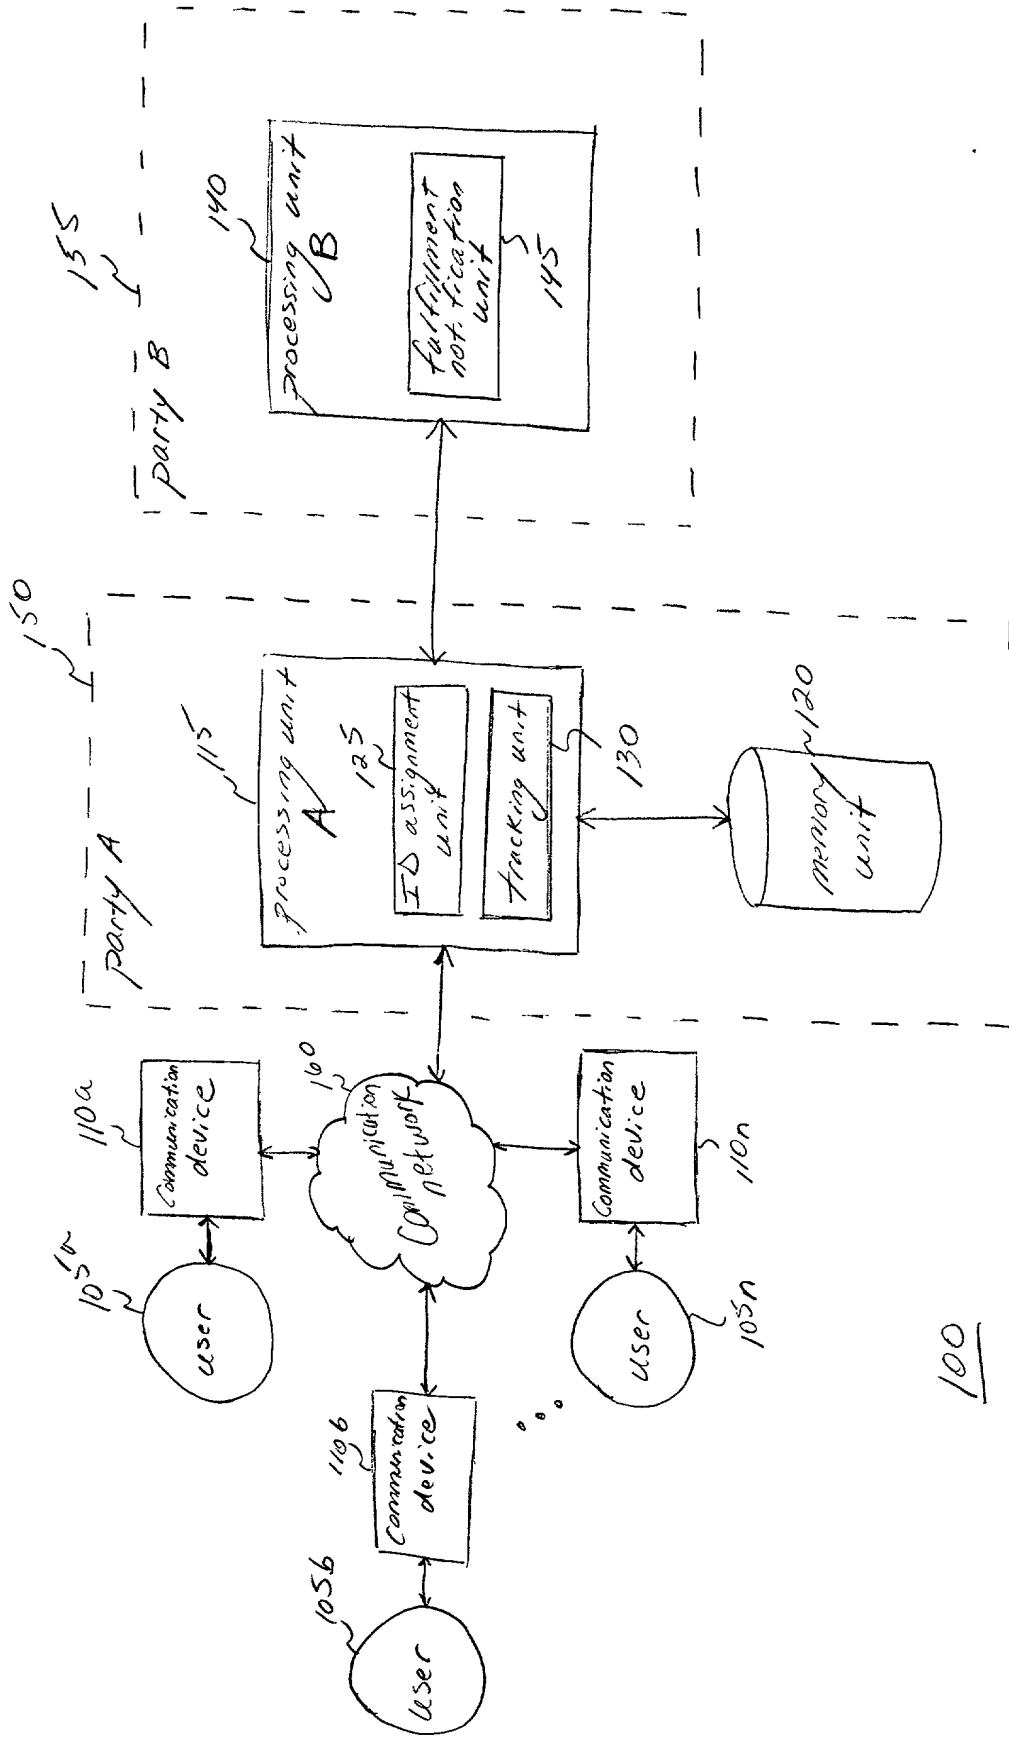 105a
user
110a
communication
device
105b
user
110b
communication
device
160
communication
network
105n
user
110n
communication
device
150
party A
115
processing unit
A
125
ID assignment
unit
tracking unit
130
memory
unit
120
155
party B
140
processing unit
B
fulfillment
notification
unit
145
100